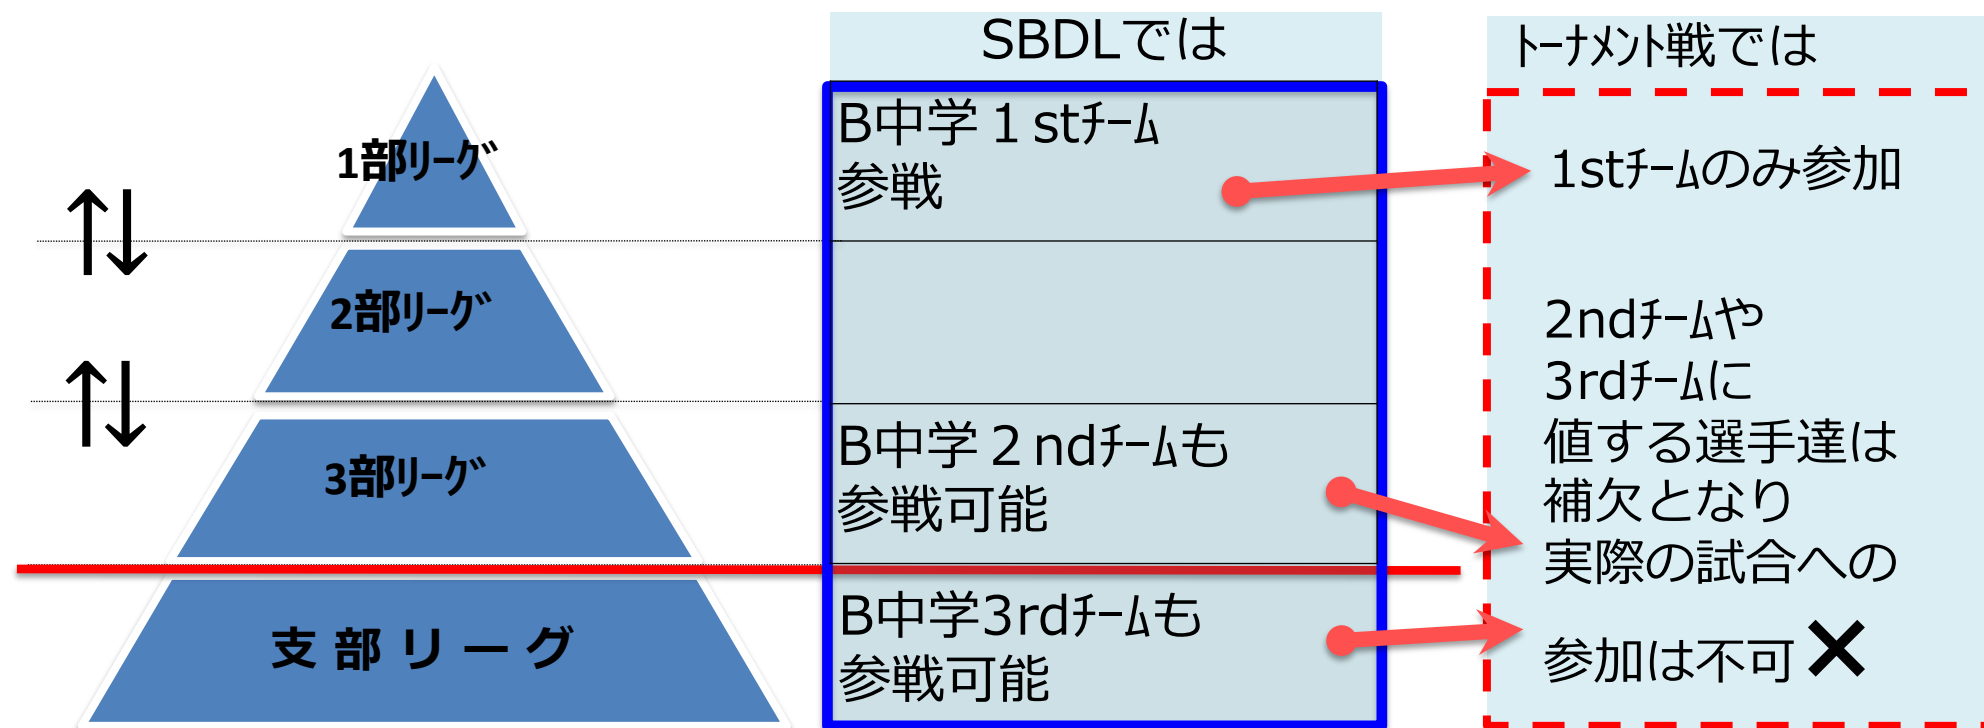 1部ﾘｰｸﾞ
2部ﾘｰｸﾞ
3部ﾘｰｸﾞ
支部リーグ
SBDLでは
B中学１stﾁｰﾑ
参戦
B中学２ndﾁｰﾑも
参戦可能
B中学3rdﾁｰﾑも
参戦可能
ﾄｰﾅﾒﾝﾄ戦では
1stﾁｰﾑのみ参加
2ndﾁｰﾑや
3rdﾁｰﾑに
値する選手達は
補欠となり
実際の試合への
参加は不可